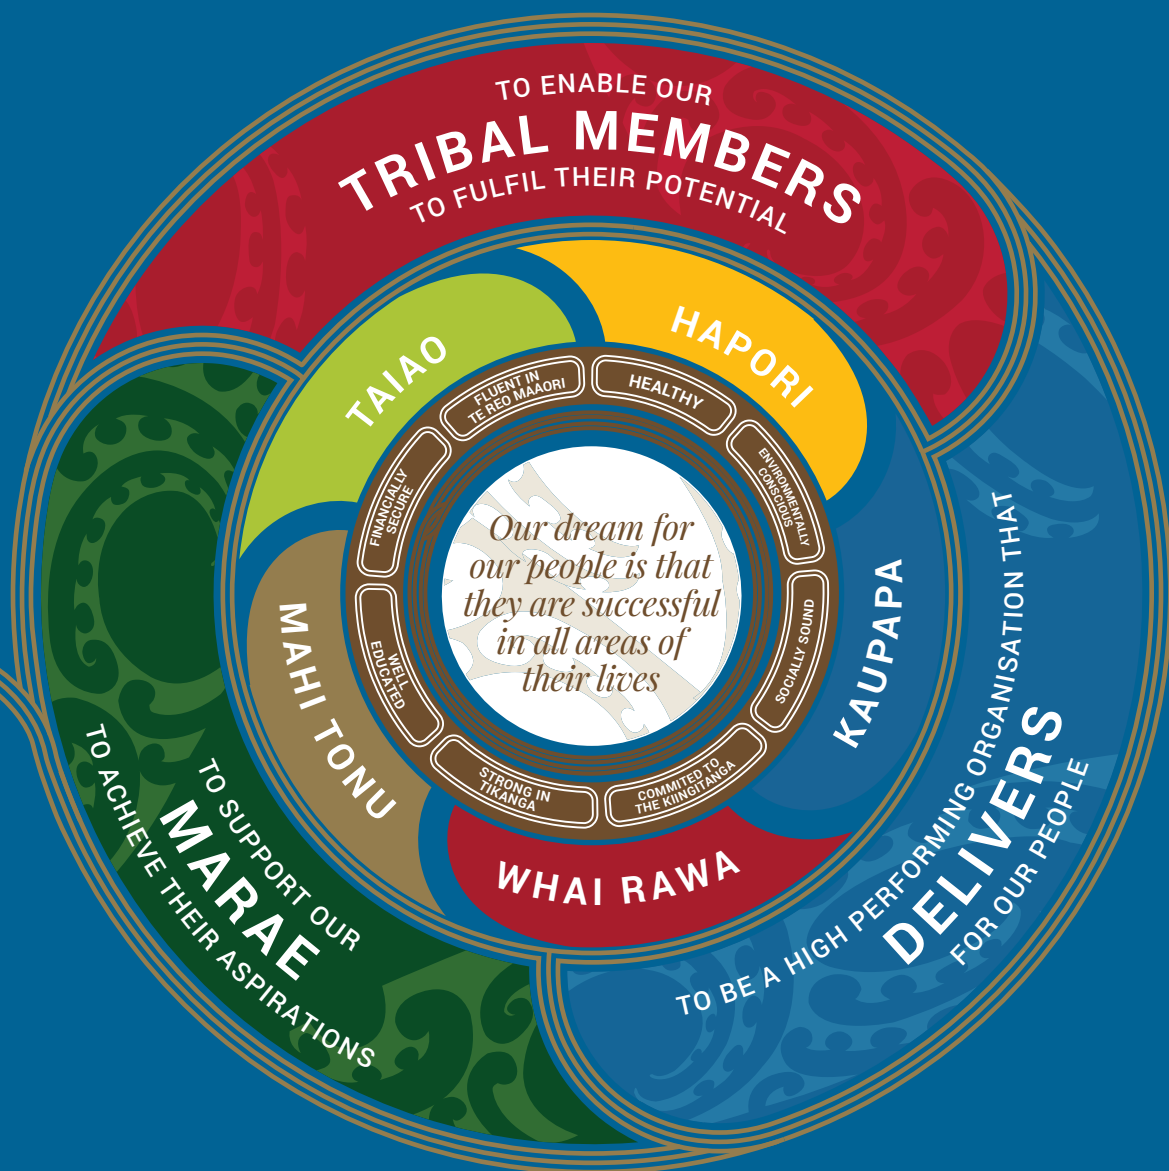 TO ENABLE OUR
TRIBAL MEMBERS
TO FULFIL THEIR POTENTIAL
TO BE A HIGH PERFORMING ORGANISATION THAT
DELIVERS
FOR OUR PEOPLE
TO SUPPORT OUR
MARAE
TO ACHIEVE THEIR ASPIRATIONS
HAPORI
KAUPAPA
WHAI RAWA
MAHI TONU
TAIAO
HEALTHY
ENVIRONMENTALLY
CONSCIOUS
SOCIALLY SOUND
COMMITED TO
THE KIINGITANGA
STRONG IN
TIKANGA
WELL
EDUCATED
FINANCIALLY
SECURE
FLUENT IN
TE REO MAAORI
Our dream for
our people is that
they are successful
in all areas of
their lives